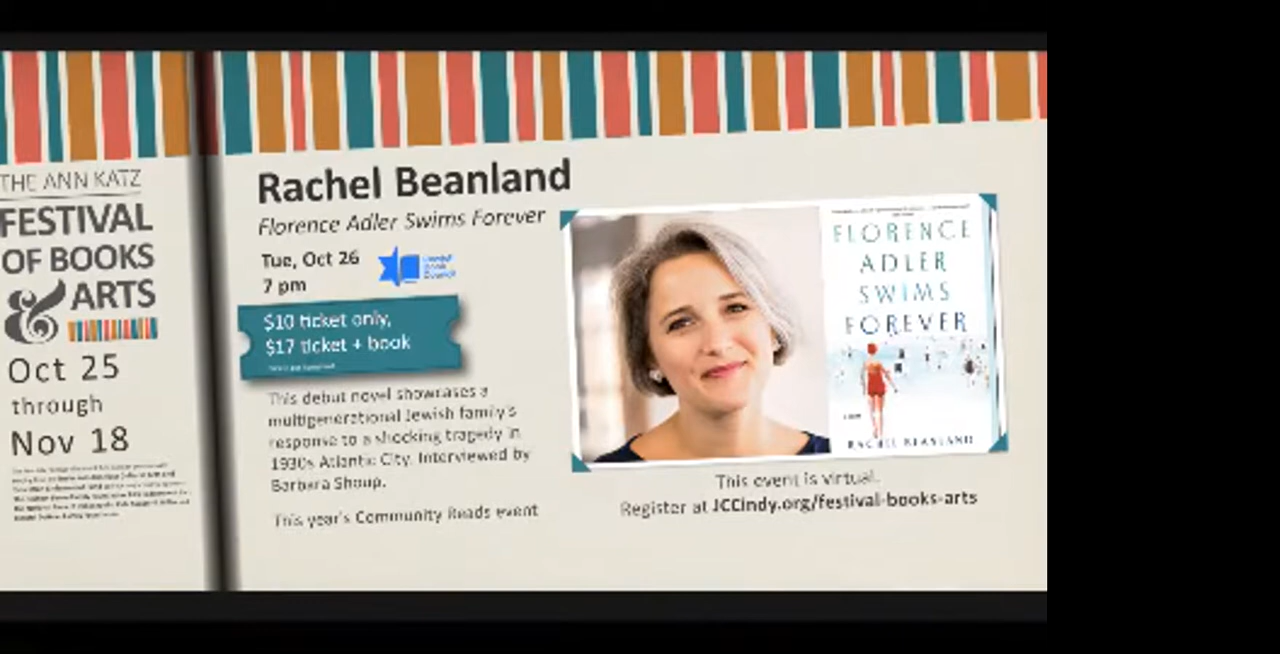 THE ANN KATZ
FESTIVAL
OF BOOKS
& ARTS
Oct 25
through
Nov 18
Rachel Beanland
Florence Adler Swims Forever
Tue, Oct 26
7 pm
Jewish
Book
Council
$10 ticket only,
$17 ticket + book
This debut novel showcases a
multigenerational Jewish family's
response to a shocking tragedy in
1930s Atlantic City. Interviewed by
Barbara Shoup.
This year's Community Reads event
FLORENCE
ADLER
SWIMS
FOREVER
RACHEL BEANLAND
This event is virtual.
Register at JCCindy.org/festival-books-arts